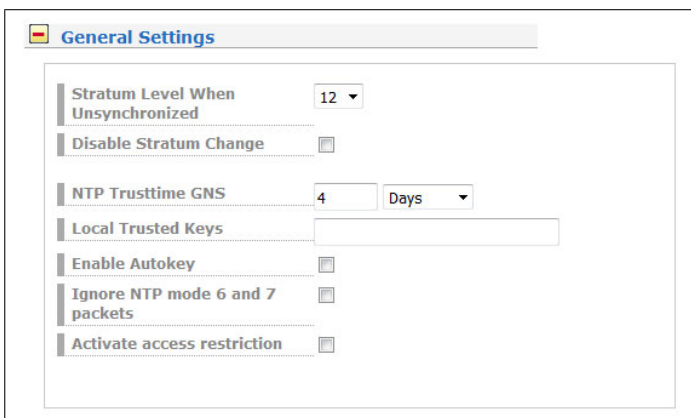 General Settings
Stratum Level When
Unsynchronized
12
Disable Stratum Change
NTP Trusttime GNS
4
Days
Local Trusted Keys
Enable Autokey
Ignore NTP mode 6 and 7
packets
Activate access restriction